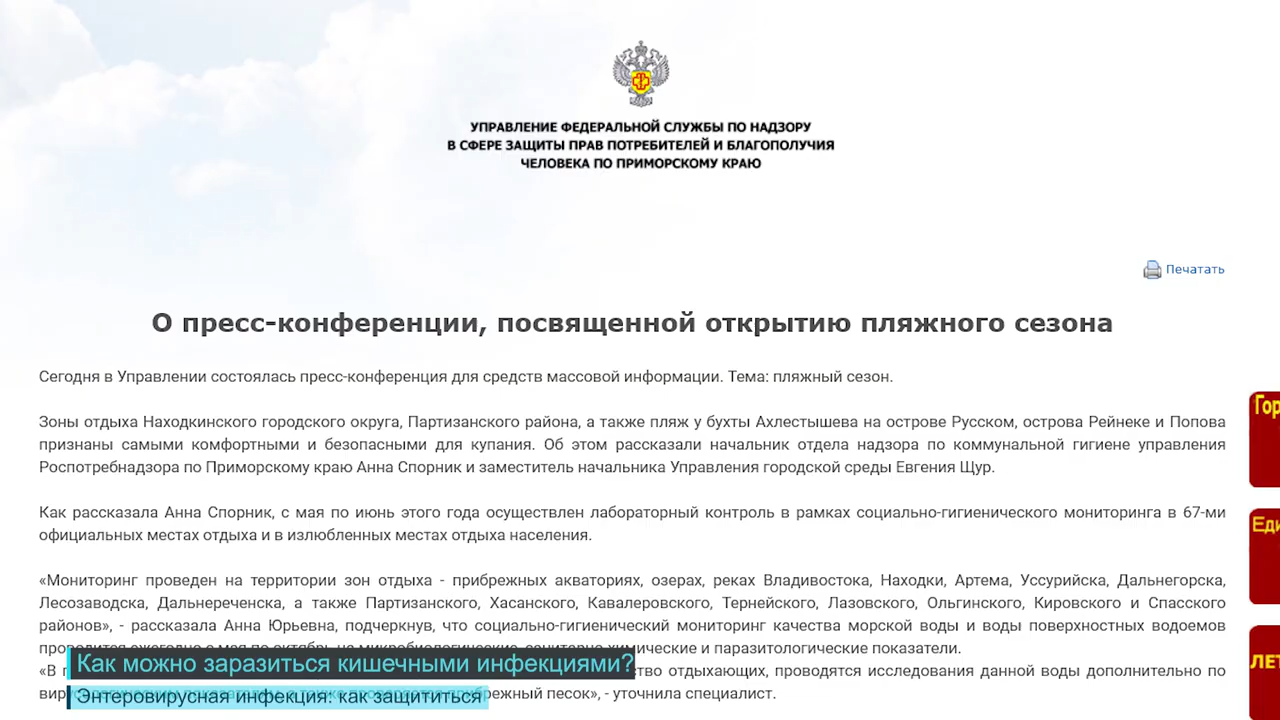 УПРАВЛЕНИЕ ФЕДЕРАЛЬНОЙ СЛУЖБЫ ПО НАДЗОРУ
В СФЕРЕ ЗАЩИТЫ ПРАВ ПОТРЕБИТЕЛЕЙ И БЛАГОПОЛУЧИЯ
ЧЕЛОВЕКА ПО ПРИМОРСКОМУ КРАЮ
Печатать
О пресс-конференции, посвященной открытию пляжного сезона
Сегодня в Управлении состоялась пресс-конференция для средств массовой информации. Тема: пляжный сезон.
Зоны отдыха Находкинского городского округа, Партизанского района, а также пляж у бухты Ахлестышева на острове Русском, острова Рейнеке и Попова
признаны самыми комфортными и безопасными для купания. Об этом рассказали начальник отдела надзора по коммунальной гигиене управления
Роспотребнадзора по Приморскому краю Анна Спорник и заместитель начальника Управления городской среды Евгения Щур.
Как рассказала Анна Спорник, с мая по июнь этого года осуществлен лабораторный контроль в рамках социально-гигиенического мониторинга в 67-ми
официальных местах отдыха и в излюбленных местах отдыха населения.
«Мониторинг проведен на территории зон отдыха - прибрежных акваториях, озерах, реках Владивостока, Находки, Артема, Уссурийска, Дальнегорска,
Лесозаводска, Дальнереченска, а также Партизанского, Хасанского, Кавалеровского, Тернейского, Лазовского, Ольгинского, Кировского и Спасского
районов», - рассказала Анна Юрьевна, подчеркнув, что социально-гигиенический мониторинг качества морской воды и воды поверхностных водоемов
и паразитологические показатели.
отдыхающих, проводятся исследования данной воды дополнительно по
песок», - уточнила специалист.
Как можно заразиться кишечными инфекциями?
Энтеровирусная инфекция: как защититься
Гор
Еди
ЛЕТ